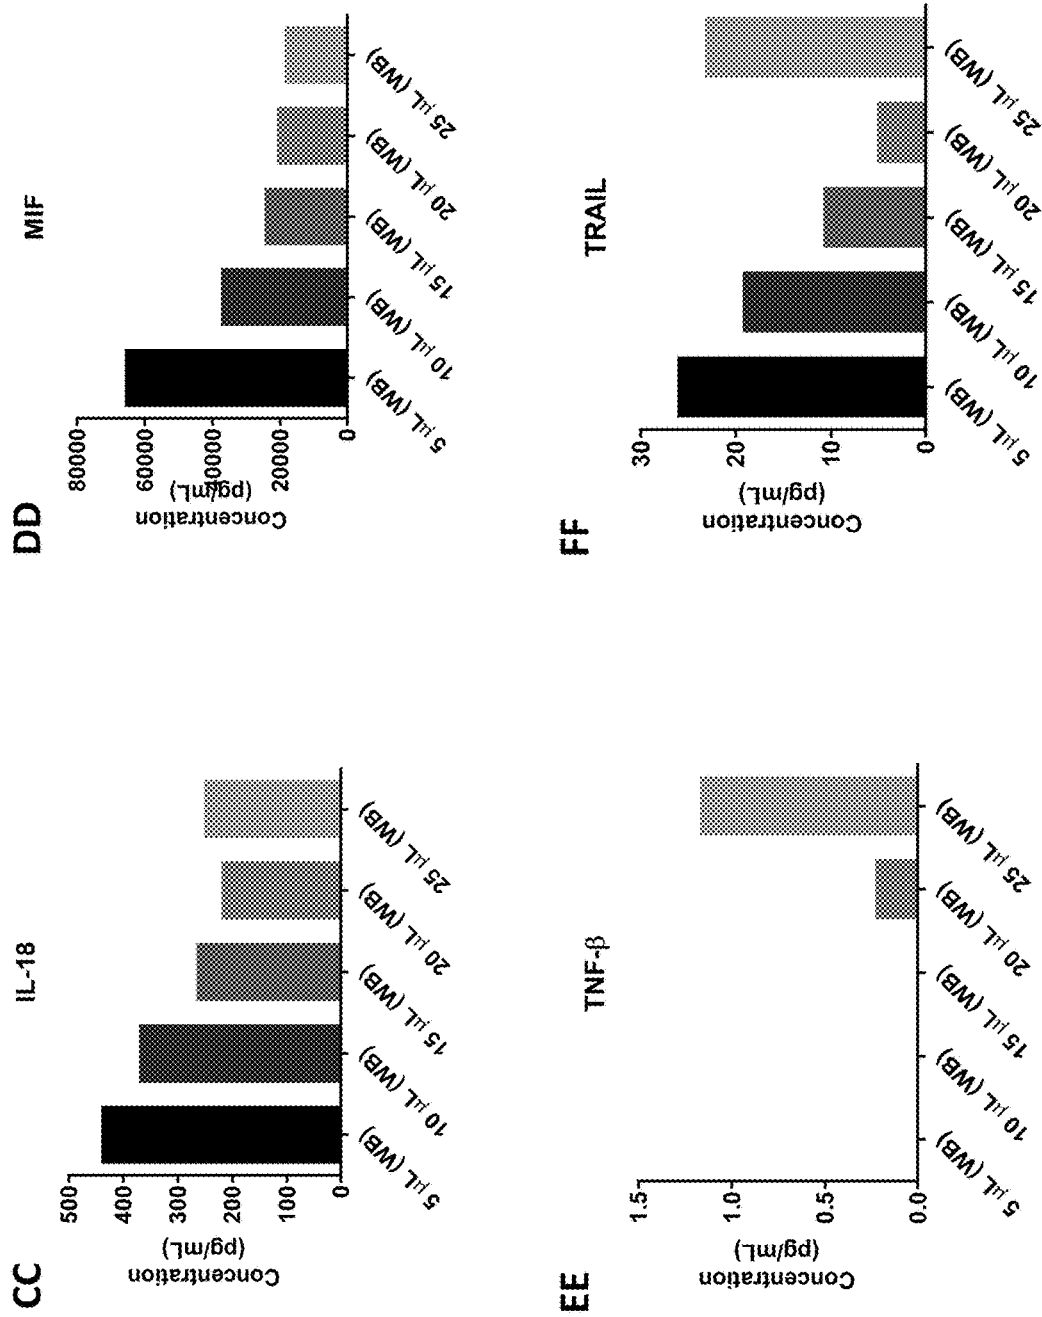 CC
IL-18
Concentration
(pg/mL)
500
400
300
200
100
0
5 μL (WB)
10 μL (WB)
15 μL (WB)
20 μL (WB)
25 μL (WB)
DD
MIF
Concentration
(pg/mL)
80000
60000
40000
20000
0
5 μL (WB)
10 μL (WB)
15 μL (WB)
20 μL (WB)
25 μL (WB)
EE
TNF-β
Concentration
(pg/mL)
1.5
1.0
0.5
0.0
5 μL (WB)
10 μL (WB)
15 μL (WB)
20 μL (WB)
25 μL (WB)
FF
TRAIL
Concentration
(pg/mL)
30
20
10
0
5 μL (WB)
10 μL (WB)
15 μL (WB)
20 μL (WB)
25 μL (WB)